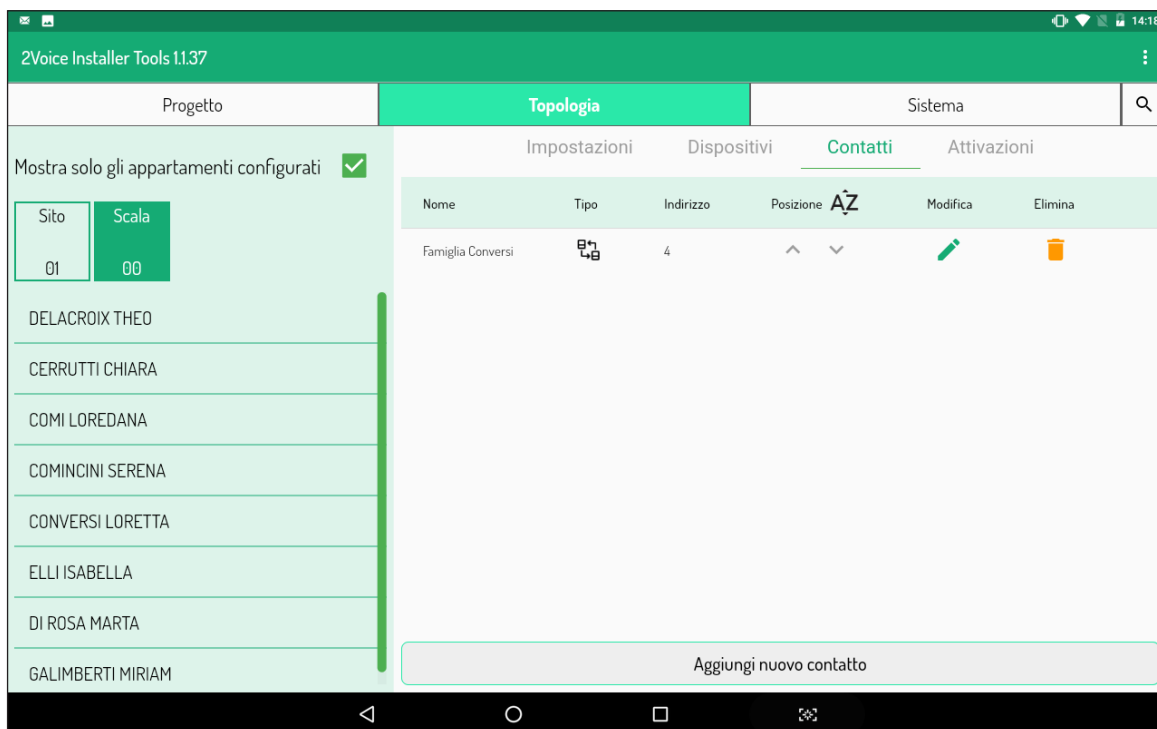 14:18
2Voice Installer Tools 1.1.37
Progetto Topologia Sistema
Mostra solo gli appartamenti configurati
Sito Scala
01 00
DELACROIX THEO
CERRUTTI CHIARA
COMI LOREDANA
COMINCINI SERENA
CONVERSI LORETTA
ELLI ISABELLA
DI ROSA MARTA
GALIMBERTI MIRIAM
Impostazioni Dispositivi Contatti Attivazioni
Nome Tipo Indirizzo Posizione AZ Modifica Elimina
Famiglia Conversi 4
Aggiungi nuovo contatto